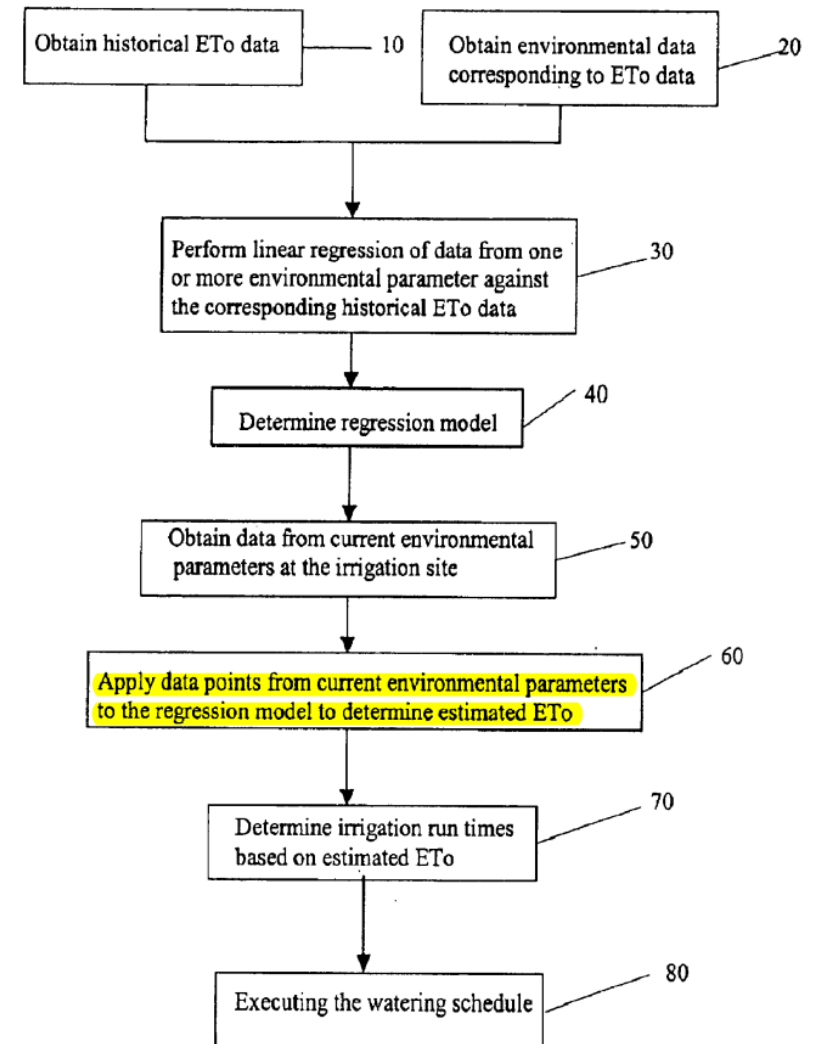 Obtain historical ETo data
10
Obtain environmental data
corresponding to ETo data
20
Perform linear regression of data from one
or more environmental parameter against
the corresponding historical ETo data
30
Determine regression model
40
Obtain data from current environmental
parameters at the irrigation site
50
Apply data points from current environmental parameters
to the regression model to determine estimated ETo
60
Determine irrigation run times
based on estimated ETo
70
Executing the watering schedule
80